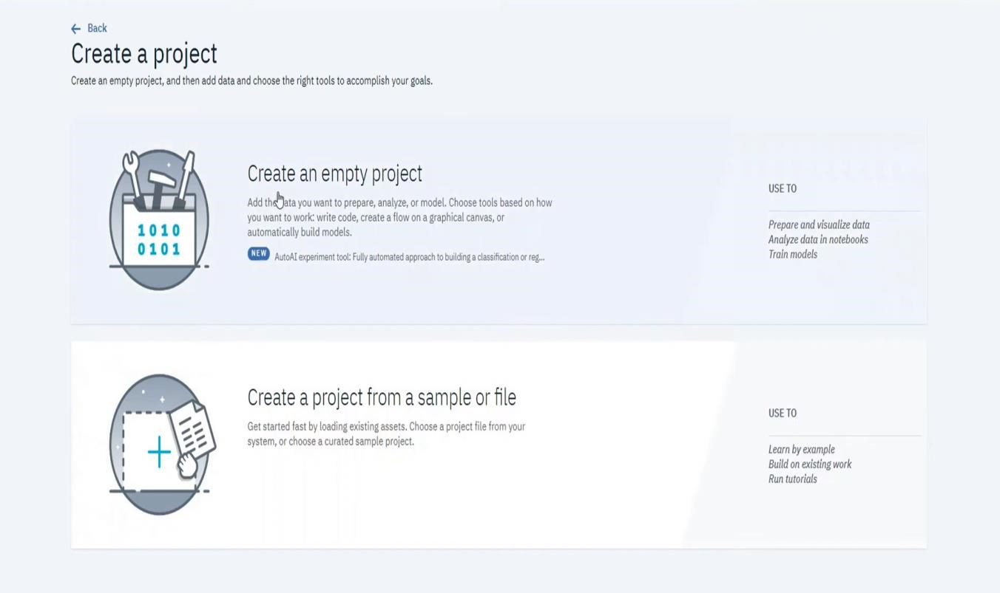 Back
Create a project
Create an empty project, and then add data and choose the right tools to accomplish your goals.
1010
0101
Create an empty project
Add the data you want to prepare, analyze, or model. Choose tools based on how
you want to work: write code, create a flow on a graphical canvas, or
automatically build models.
NEW AutoAI experiment tool: Fully automated approach to building a classification or reg...
USE TO
Prepare and visualize data
Analyze data in notebooks
Train models
Create a project from a sample or file
Get started fast by loading existing assets. Choose a project file from your
system, or choose a curated sample project.
USE TO
Learn by example
Build on existing work
Run tutorials